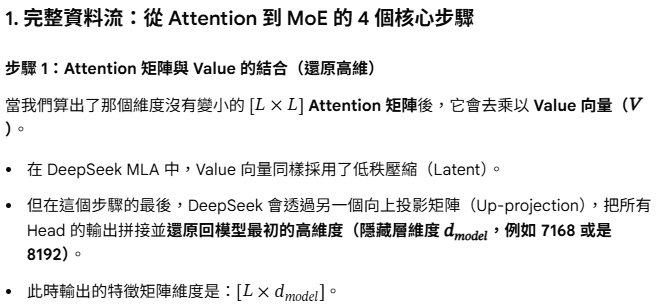 1. 完整資料流：從 Attention 到 MoE 的 4 個核心步驟
步驟 1：Attention 矩陣與 Value 的結合（還原高維）
當我們算出了那個維度沒有變小的 [L × L] Attention 矩陣後，它會去乘以 Value 向量（V
）。
• 在 DeepSeek MLA 中，Value 向量同樣採用了低秩壓縮（Latent）。
• 但在這個步驟的最後，DeepSeek 會透過另一個向上投影矩陣（Up-projection），把所有
Head 的輸出拼接並還原回模型最初的高維度（隱藏層維度 d_model，例如 7168 或是
8192）。
• 此時輸出的特徵矩陣維度是：[L × d_model]。